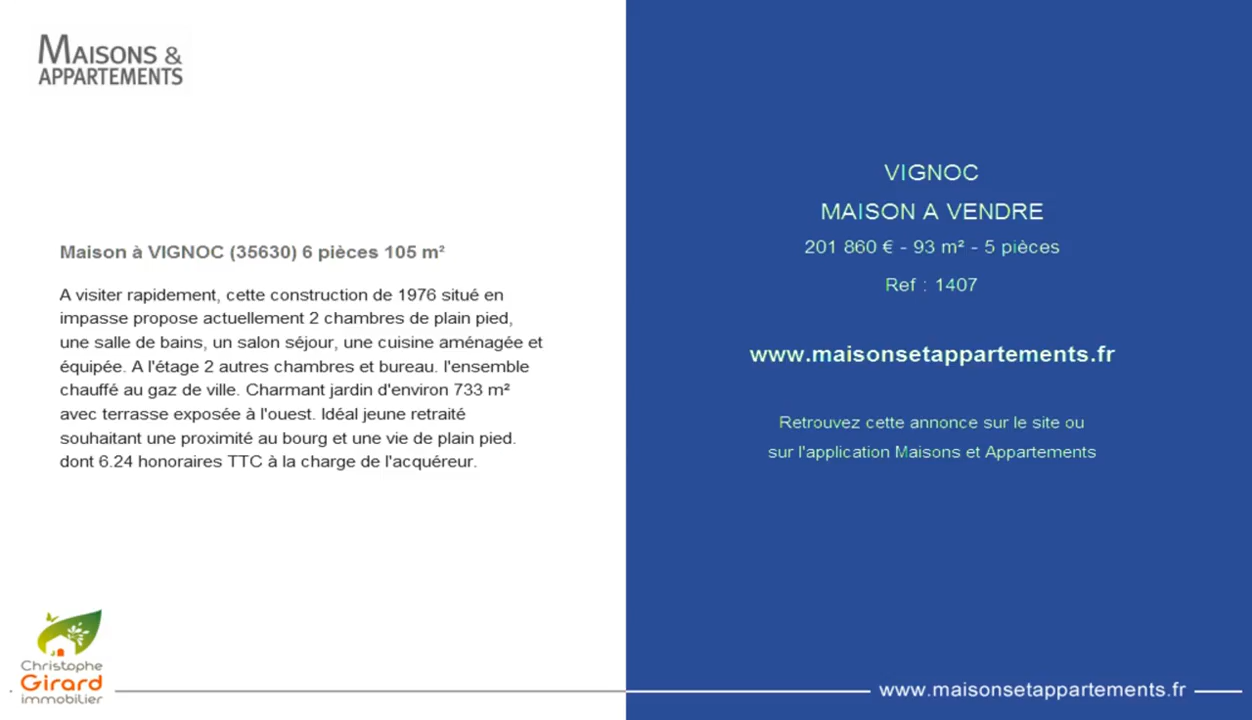 MAISONS &
APPARTEMENTS
Maison à VIGNOC (35630) 6 pièces 105 m²
A visiter rapidement, cette construction de 1976 situé en
impasse propose actuellement 2 chambres de plain pied,
une salle de bains, un salon séjour, une cuisine aménagée et
équipée. A l'étage 2 autres chambres et bureau. l'ensemble
chauffé au gaz de ville. Charmant jardin d'environ 733 m²
avec terrasse exposée à l'ouest. Idéal jeune retraité
souhaitant une proximité au bourg et une vie de plain pied.
dont 6.24 honoraires TTC à la charge de l'acquéreur.
Christophe
Girard
immobilier
VIGNOC
MAISON A VENDRE
201 860 € - 93 m² - 5 pièces
Ref : 1407
www.maisonsetappartements.fr
Retrouvez cette annonce sur le site ou
sur l'application Maisons et Appartements
www.maisonsetappartements.fr